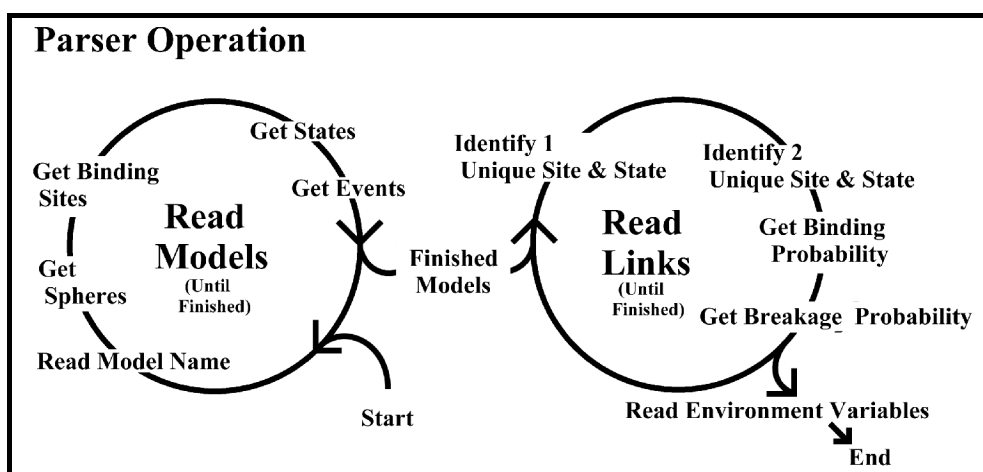 Parser Operation
Get States
Get Binding
Sites
Get Events
Read
Models
(Until
Finished)
Get
Spheres
Read Model Name
Start
Finished
Models
Identify 1
Unique Site & State
Identify 2
Unique Site & State
Read
Links
(Until
Finished)
Get Binding
Probability
Get Breakage Probability
Read Environment Variables
End